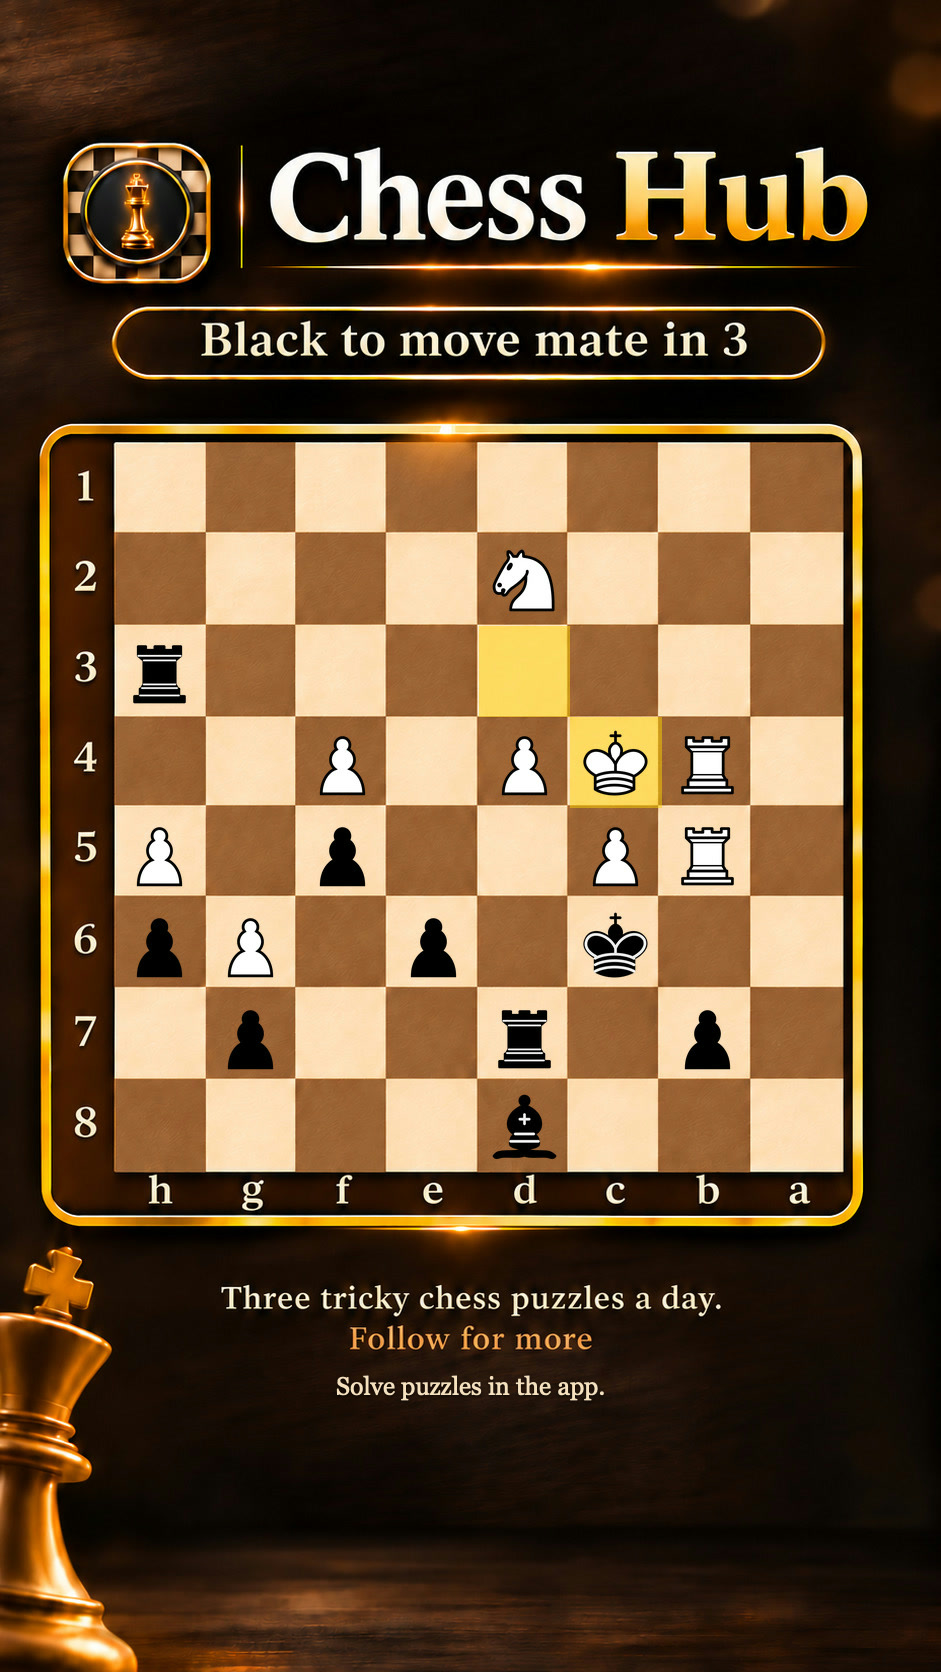 Chess Hub
Black to move mate in 3
1
2
3
4
5
6
7
8
h g f e d c b a
Three tricky chess puzzles a day.
Follow for more
Solve puzzles in the app.